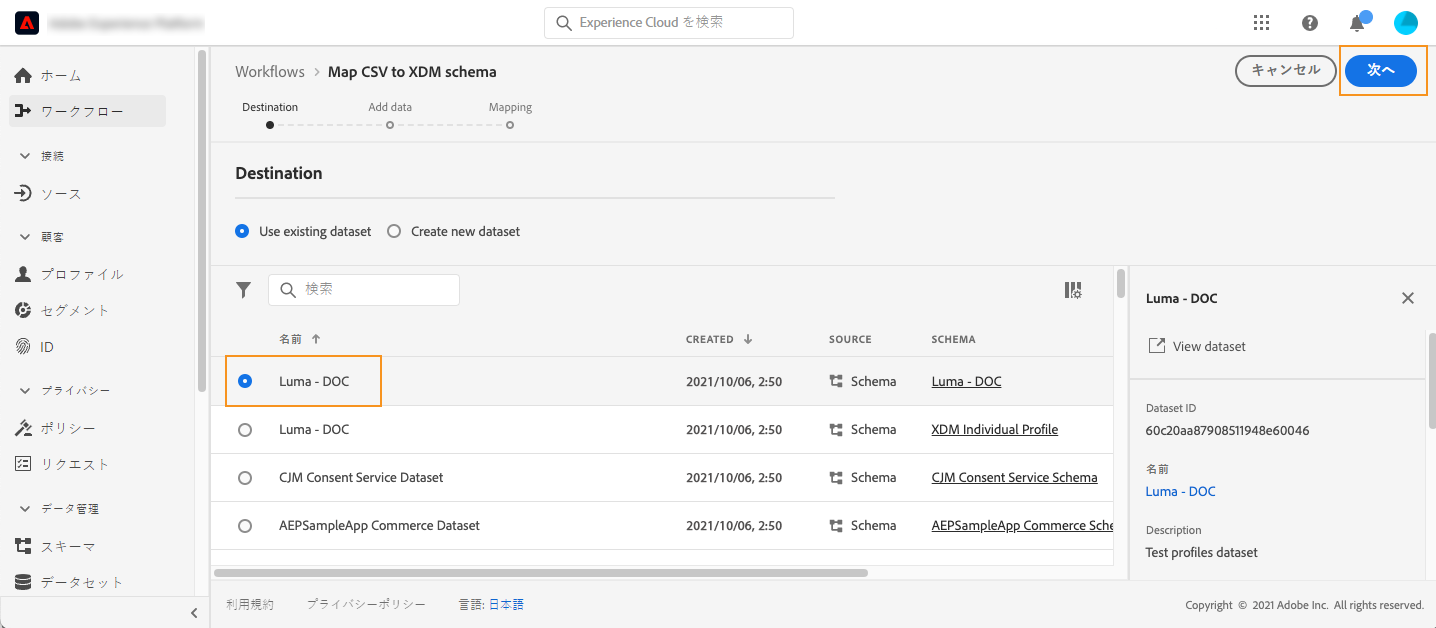 Experience Cloud を検索
ホーム
ワークフロー
接続
ソース
顧客
プロファイル
セグメント
ID
プライバシー
ポリシー
リクエスト
データ管理
スキーマ
データセット
Workflows > Map CSV to XDM schema
キャンセル
次へ
Destination Add data Mapping
Destination
Use existing dataset Create new dataset
検索
名前 ↑ CREATED ↓ SOURCE SCHEMA
Luma - DOC 2021/10/06, 2:50 Schema Luma - DOC
Luma - DOC 2021/10/06, 2:50 Schema XDM Individual Profile
CJM Consent Service Dataset 2021/10/06, 2:50 Schema CJM Consent Service Schema
AEPSampleApp Commerce Dataset 2021/10/06, 2:50 Schema AEPSampleApp Commerce Sche
Luma - DOC
View dataset
Dataset ID
60c20aa87908511948e60046
名前
Luma - DOC
Description
Test profiles dataset
利用規約 プライバシーポリシー 言語: 日本語
Copyright © 2021 Adobe Inc. All rights reserved.